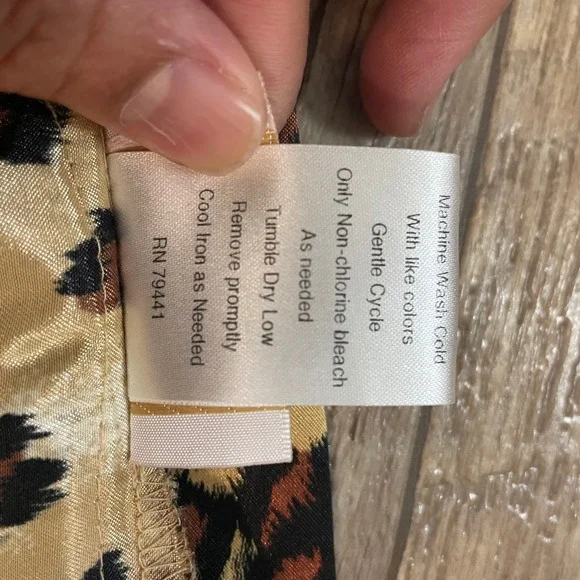 Machine Wash Cold
With like colors
Gentle Cycle
Only Non-chlorine bleach
As needed
Tumble Dry Low
Remove promptly
Cool Iron as Needed
RN 79441